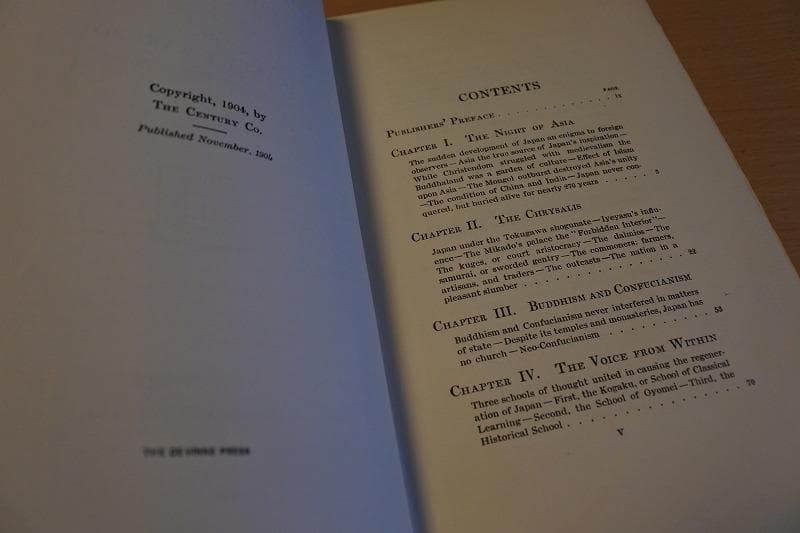 Copyright, 1904, by
THE CENTURY CO.
Published November, 1904
THE DE VINNE PRESS
CONTENTS
PAGE
PUBLISHERS' PREFACE . . . . . . . . . . . . ix
CHAPTER I. THE NIGHT OF ASIA
The sudden development of Japan an enigma to foreign
observers—Asia the true source of Japan's inspiration—
While Christendom struggled with medievalism the
Buddhaland was a garden of culture—Effect of Islam
upon Asia—The Mongol outburst destroyed Asia's unity
—The condition of China and India—Japan never con-
quered, but buried alive for nearly 270 years . . . . . 3
CHAPTER II. THE CHRYSALIS
Japan under the Tokugawa shogunate—Iyeyasu's influ-
ence—The Mikado's palace the "Forbidden Interior"—
The kuges, or court aristocracy—The daimios—The
samurai, or sworded gentry—The commoners: farmers,
artisans, and traders—The outcasts—The nation in a
pleasant slumber . . . . . . . . . . . . . 22
CHAPTER III. BUDDHISM AND CONFUCIANISM
Buddhism and Confucianism never interfered in matters
of state—Despite its temples and monasteries, Japan has
no church—Neo-Confucianism . . . . . . . . . 53
CHAPTER IV. THE VOICE FROM WITHIN
Three schools of thought united in causing the regener-
ation of Japan—First, the Kogaku, or School of Classical
Learning—Second, the School of Oyomei—Third, the
Historical School . . . . . . . . . . . . . 70
V